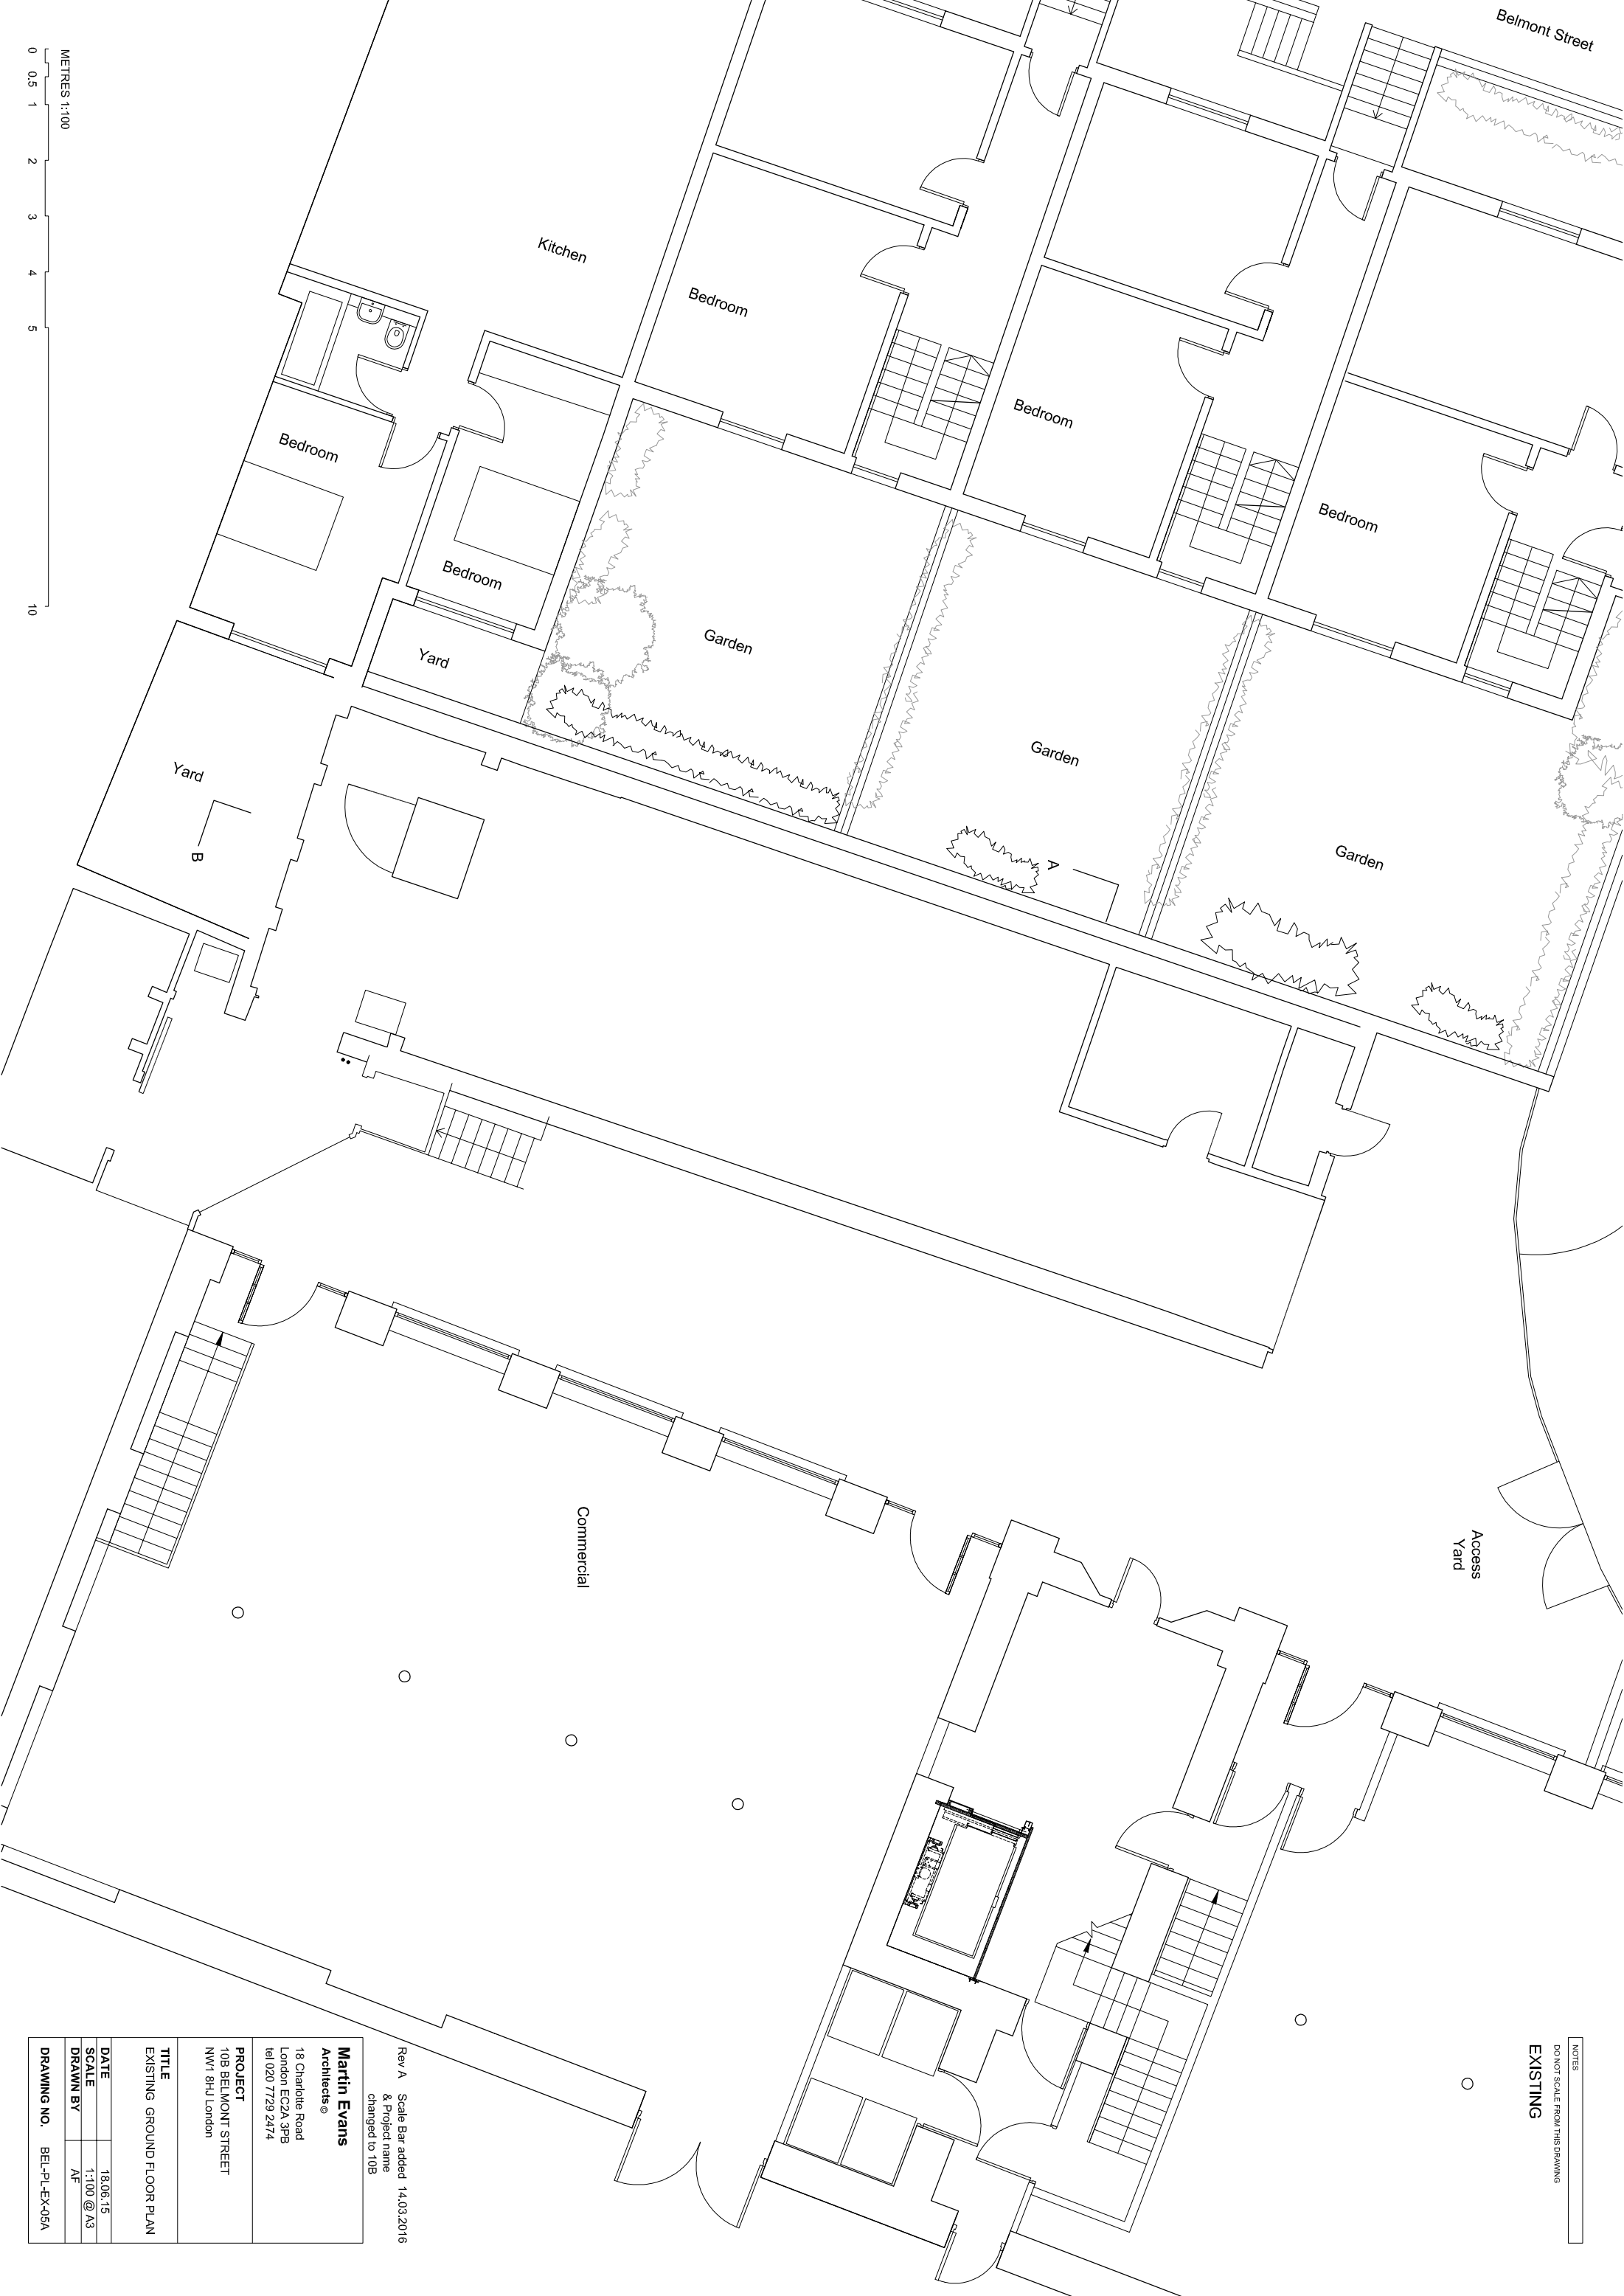 Belmont Street
METRES 1:100
0 0.5 1 2 3 4 5 10
Kitchen
Bedroom
Bedroom
Bedroom
Bedroom
Bedroom
Garden
Garden
Garden
Yard
Yard
B
A
Commercial
Access
Yard
NOTES
DO NOT SCALE FROM THIS DRAWING
EXISTING
Rev A Scale Bar added 14.03.2016
& Project name
changed to 10B
Martin Evans
Architects ©
18 Charlotte Road
London EC2A 3PB
tel 020 7729 2474
PROJECT
10B BELMONT STREET
NW1 8HJ London
TITLE
EXISTING GROUND FLOOR PLAN
DATE 18.06.15
SCALE 1:100 @ A3
DRAWN BY AF
DRAWING NO. BEL-PL-EX-05A